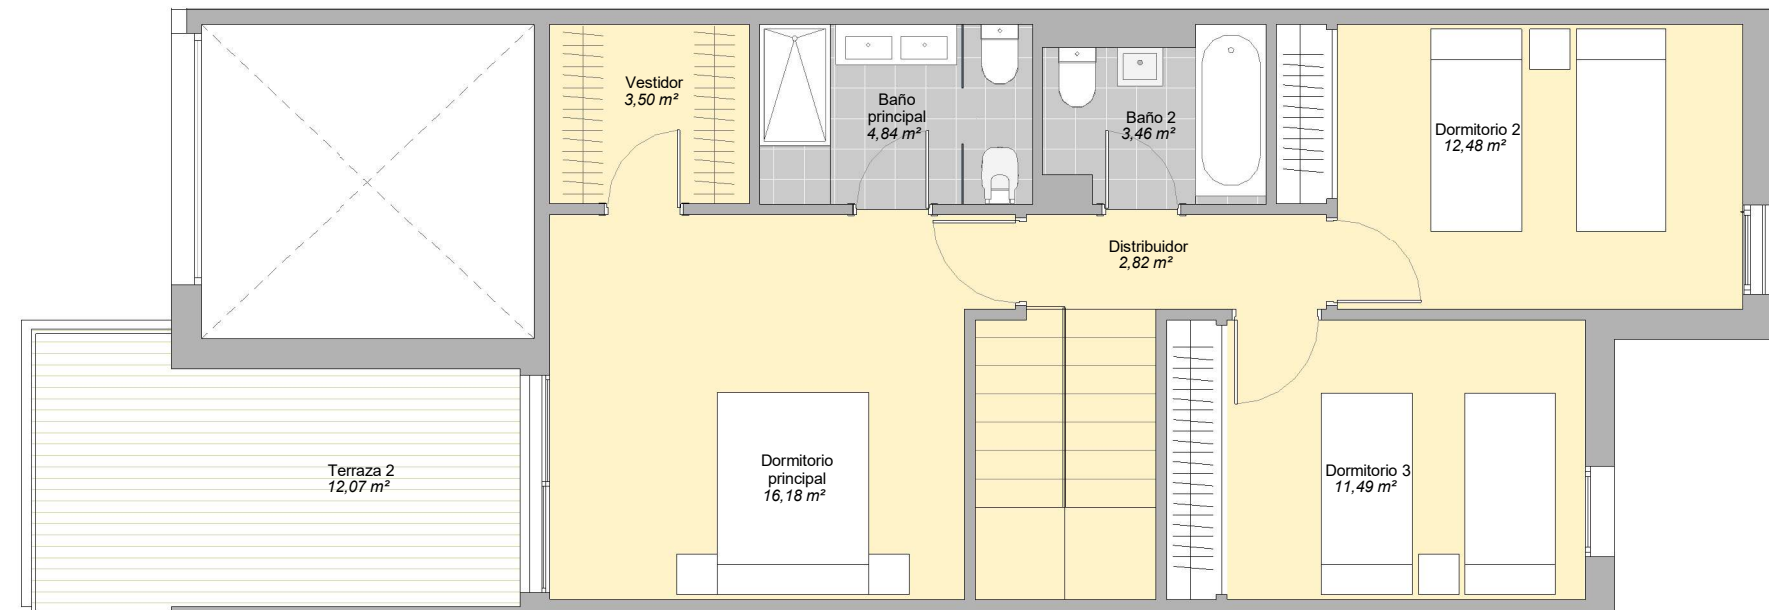 Vestidor
3,50 m²
Baño
principal
4,84 m²
Baño 2
3,46 m²
Dormitorio 2
12,48 m²
Distribuidor
2,82 m²
Terraza 2
12,07 m²
Dormitorio
principal
16,18 m²
Dormitorio 3
11,49 m²